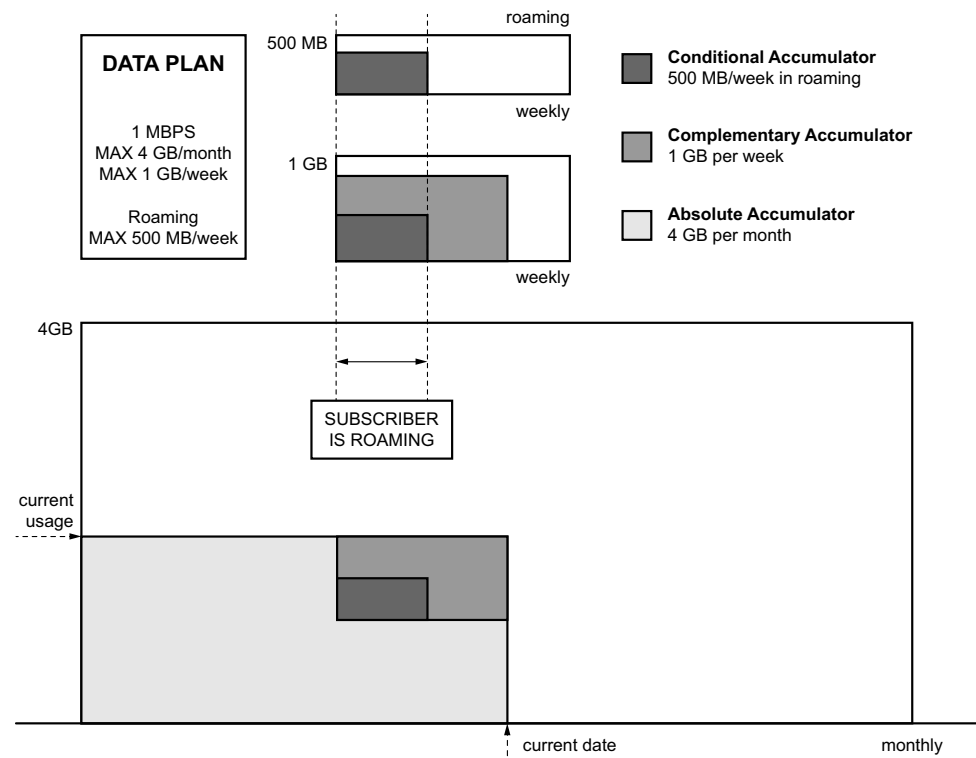 DATA PLAN
1 MBPS
MAX 4 GB/month
MAX 1 GB/week
Roaming
MAX 500 MB/week
roaming
500 MB
weekly
1 GB
weekly
Conditional Accumulator
500 MB/week in roaming
Complementary Accumulator
1 GB per week
Absolute Accumulator
4 GB per month
4GB
SUBSCRIBER
IS ROAMING
current
usage
current date
monthly